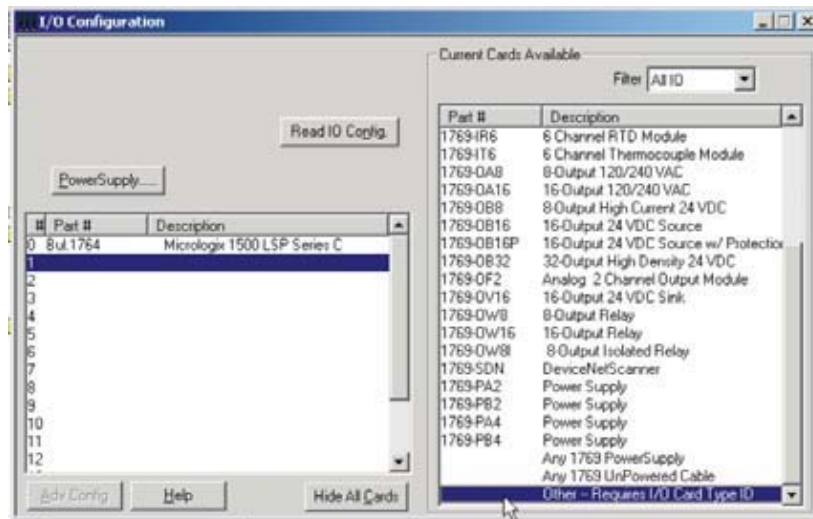 I/O Configuration
Read IO Config.
PowerSupply.....
# Part # Description
0 Bul.1764 Micrologix 1500 LSP Series C
1
2
3
4
5
6
7
8
9
10
11
12
Adv Config
Help
Hide All Cards
Current Cards Available
Filter All IO
Part # Description
1769-IR6 6 Channel RTD Module
1769-IT6 6 Channel Thermocouple Module
1769-OA8 8-Output 120/240 VAC
1769-OA16 16-Output 120/240 VAC
1769-OB8 8-Output High Current 24 VDC
1769-OB16 16-Output 24 VDC Source
1769-OB16P 16-Output 24 VDC Source w/ Protection
1769-OB32 32-Output High Density 24 VDC
1769-OF2 Analog 2 Channel Output Module
1769-OV16 16-Output 24 VDC Sink
1769-OW8 8-Output Relay
1769-OW16 16-Output Relay
1769-OW8I 8-Output Isolated Relay
1769-SDN DeviceNetScanner
1769-PA2 Power Supply
1769-PB2 Power Supply
1769-PA4 Power Supply
1769-PB4 Power Supply
Any 1769 PowerSupply
Any 1769 UnPowered Cable
Other -- Requires I/O Card Type ID